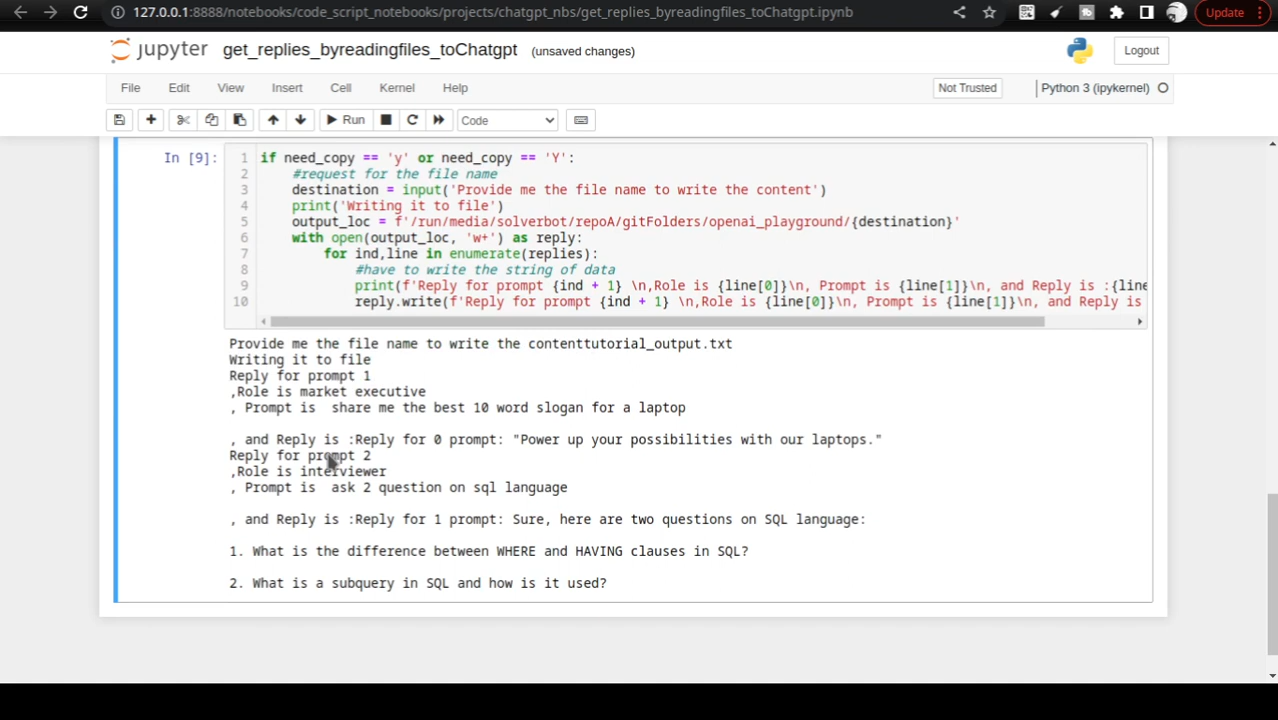 127.0.0.1:8888/notebooks/code_script_notebooks/projects/chatgpt_nbs/get_replies_byreadingfiles_toChatgpt.ipynb
Update
jupyter get_replies_byreadingfiles_toChatgpt (unsaved changes)
Logout
File Edit View Insert Cell Kernel Help
Not Trusted
Python 3 (ipykernel)
Run
Code
In [9]:
1 if need_copy == 'y' or need_copy == 'Y':
2 #request for the file name
3 destination = input('Provide me the file name to write the content')
4 print('Writing it to file')
5 output_loc = f'/run/media/solverbot/repoA/gitFolders/openai_playground/{destination}'
6 with open(output_loc, 'w+') as reply:
7 for ind,line in enumerate(replies):
8 #have to write the string of data
9 print(f'Reply for prompt {ind + 1} \n,Role is {line[0]}\n, Prompt is {line[1]}\n, and Reply is :{line
10 reply.write(f'Reply for prompt {ind + 1} \n,Role is {line[0]}\n, Prompt is {line[1]}\n, and Reply is
Provide me the file name to write the contenttutorial_output.txt
Writing it to file
Reply for prompt 1
,Role is market executive
, Prompt is  share me the best 10 word slogan for a laptop
, and Reply is :Reply for 0 prompt: "Power up your possibilities with our laptops."
Reply for prompt 2
,Role is interviewer
, Prompt is  ask 2 question on sql language
, and Reply is :Reply for 1 prompt: Sure, here are two questions on SQL language:
1. What is the difference between WHERE and HAVING clauses in SQL?
2. What is a subquery in SQL and how is it used?